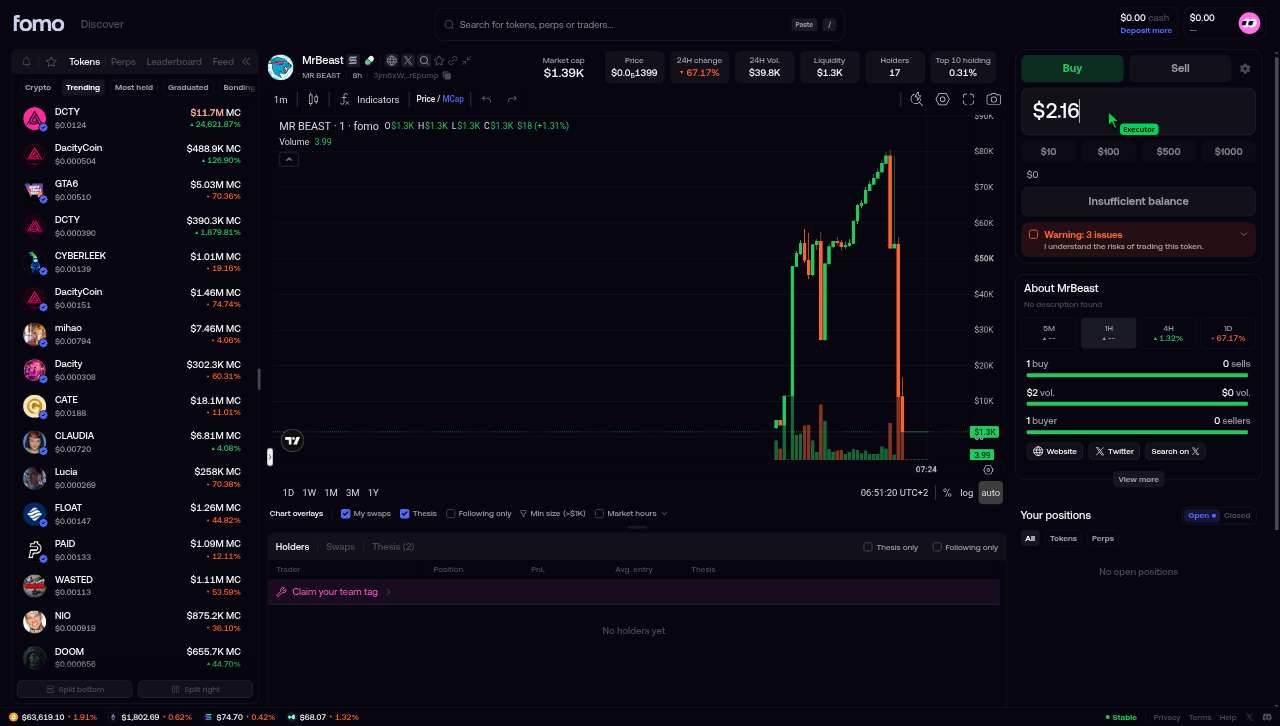 fomo Discover Search for tokens, perps or traders... Paste / $0.00 cash Deposit more $0.00 —
Tokens Perps Leaderboard Feed
Crypto Trending Most held Graduated Bonding
DCTY $11.7M MC
$0.0124 24,621.87%
DacityCoin $488.9K MC
$0.000504 126.90%
GTA6 $5.03M MC
$0.00510 70.36%
DCTY $390.3K MC
$0.000390 1,879.81%
CYBERLEEK $1.01M MC
$0.00139 19.16%
DacityCoin $1.46M MC
$0.00151 74.74%
mihao $7.46M MC
$0.00794 4.06%
Dacity $302.3K MC
$0.000308 60.31%
CATE $18.1M MC
$0.0188 11.01%
CLAUDIA $6.81M MC
$0.00720 4.08%
Lucia $258K MC
$0.000269 70.38%
FLOAT $1.26M MC
$0.00147 44.82%
PAID $1.09M MC
$0.00133 12.11%
WASTED $1.11M MC
$0.00113 53.59%
NIO $875.2K MC
$0.000919 36.10%
DOOM $655.7K MC
$0.000656 44.70%
Split bottom Split right
MrBeast
MR BEAST 8h 3jm6xW...rEpump
Market cap
$1.39K
Price
$0.0₅1399
24H change
67.17%
24H Vol.
$39.8K
Liquidity
$1.3K
Holders
17
Top 10 holding
0.31%
1m Indicators Price / MCap
MR BEAST · 1 · fomo O$1.3K H$1.3K L$1.3K C$1.3K $18 (+1.31%)
Volume 3.99
$90K
$80K
$70K
$60K
$50K
$40K
$30K
$20K
$10K
$1.3K
$0
3.99
07:24
1D 1W 1M 3M 1Y 06:51:20 UTC+2 % log auto
Chart overlays My swaps Thesis Following only Min size (>$1K) Market hours
Holders Swaps Thesis (2) Thesis only Following only
Trader Position PnL Avg. entry Thesis
Claim your team tag
No holders yet
Buy Sell
$2.16
Executor
$10 $100 $500 $1000
$0
Insufficient balance
Warning: 3 issues
I understand the risks of trading this token.
About MrBeast
No description found
5M 1H 4H 1D
-- -- 1.32% 67.17%
1 buy 0 sells
$2 vol. $0 vol.
1 buyer 0 sellers
Website Twitter Search on X
View more
Your positions Open Closed
All Tokens Perps
No open positions
$63,619.10 1.91% $1,802.69 0.62% $74.70 0.42% $68.07 1.32% Stable Privacy Terms Help